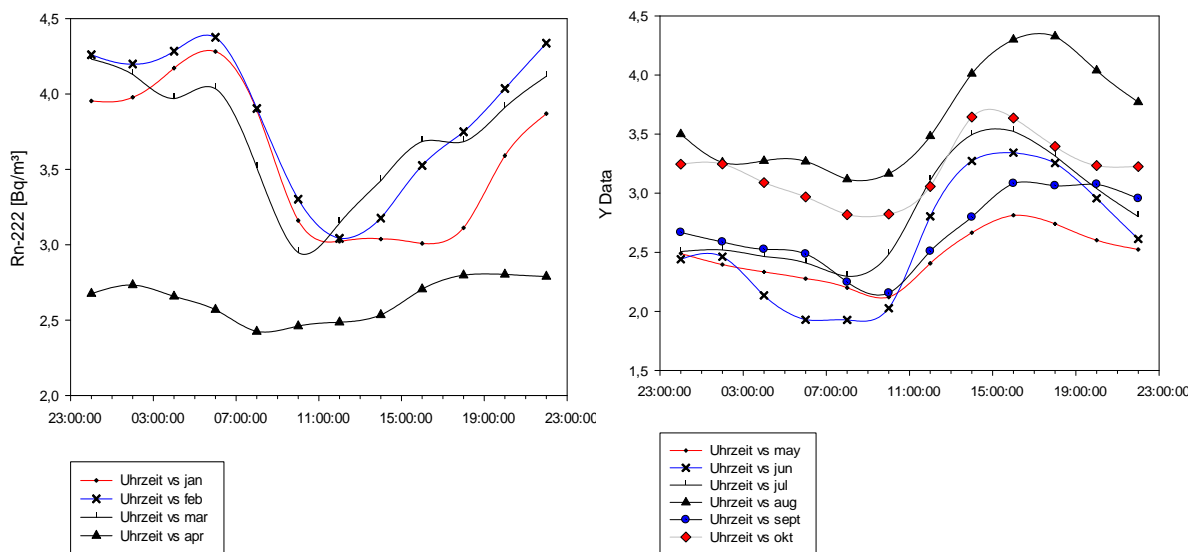 4,5
4,0
3,5
3,0
2,5
2,0
Rn-222 [Bq/m³]
23:00:00 03:00:00 07:00:00 11:00:00 15:00:00 19:00:00 23:00:00
Uhrzeit vs jan
Uhrzeit vs feb
Uhrzeit vs mar
Uhrzeit vs apr
4,5
4,0
3,5
3,0
2,5
2,0
1,5
Y Data
23:00:00 03:00:00 07:00:00 11:00:00 15:00:00 19:00:00 23:00:00
Uhrzeit vs may
Uhrzeit vs jun
Uhrzeit vs jul
Uhrzeit vs aug
Uhrzeit vs sept
Uhrzeit vs okt